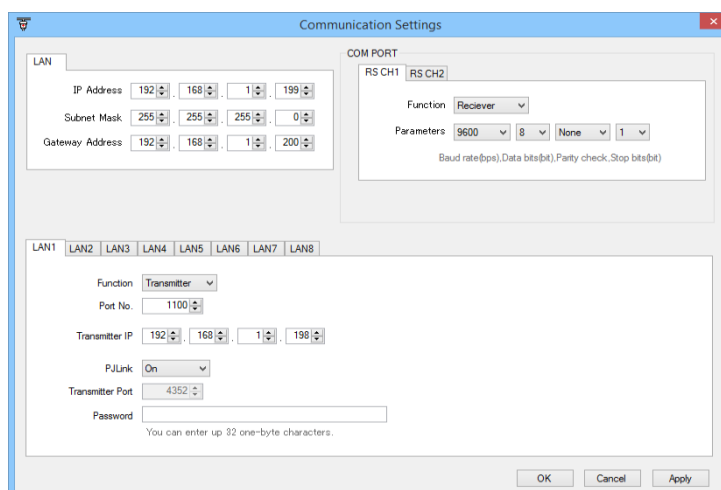 Communication Settings
LAN
IP Address 192 . 168 . 1 . 199
Subnet Mask 255 . 255 . 255 . 0
Gateway Address 192 . 168 . 1 . 200
COM PORT
RS CH1 RS CH2
Function Reciever
Parameters 9600 8 None 1
Baud rate(bps),Data bits(bit),Parity check,Stop bits(bit)
LAN1 LAN2 LAN3 LAN4 LAN5 LAN6 LAN7 LAN8
Function Transmitter
Port No. 1100
Transmitter IP 192 . 168 . 1 . 198
PJLink On
Transmitter Port 4352
Password
You can enter up 32 one-byte characters.
OK Cancel Apply